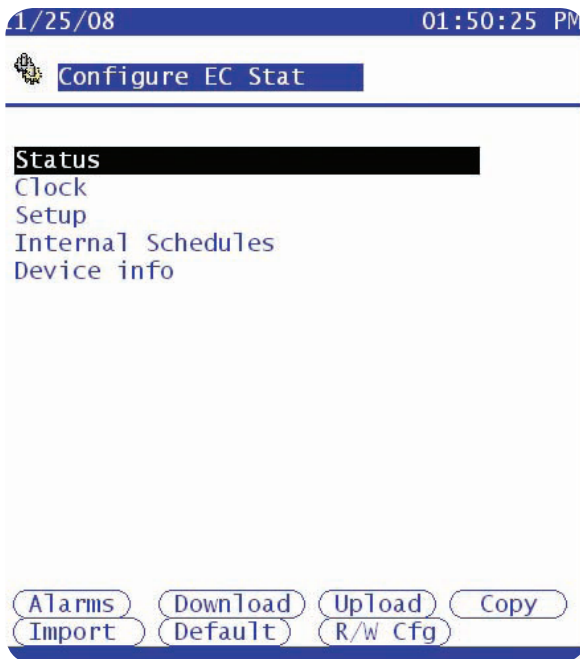 11/25/08 01:50:25 PM
Configure EC Stat
Status
Clock
Setup
Internal Schedules
Device info
Alarms Download Upload Copy
Import Default R/W Cfg